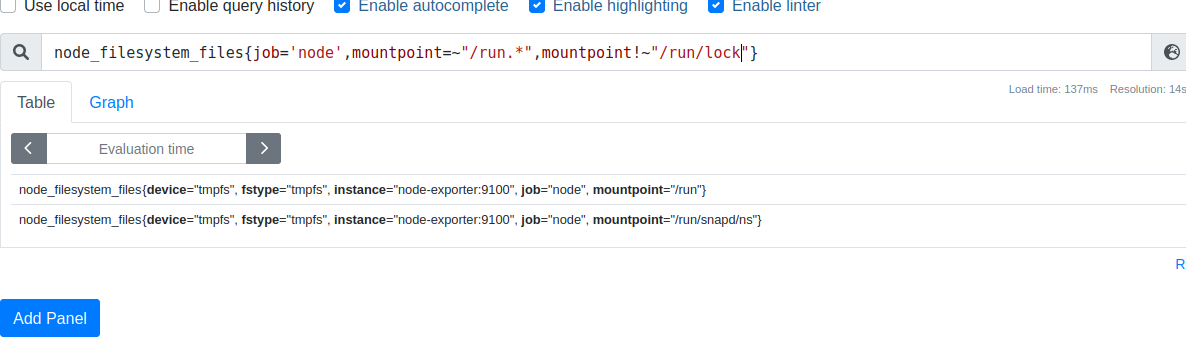 Use local time Enable query history Enable autocomplete Enable highlighting Enable linter
node_filesystem_files{job='node',mountpoint=~"/run.*",mountpoint!~"/run/lock"}
Load time: 137ms Resolution: 14s
Table Graph
Evaluation time
node_filesystem_files{device="tmpfs", fstype="tmpfs", instance="node-exporter:9100", job="node", mountpoint="/run"}
node_filesystem_files{device="tmpfs", fstype="tmpfs", instance="node-exporter:9100", job="node", mountpoint="/run/snapd/ns"}
R
Add Panel